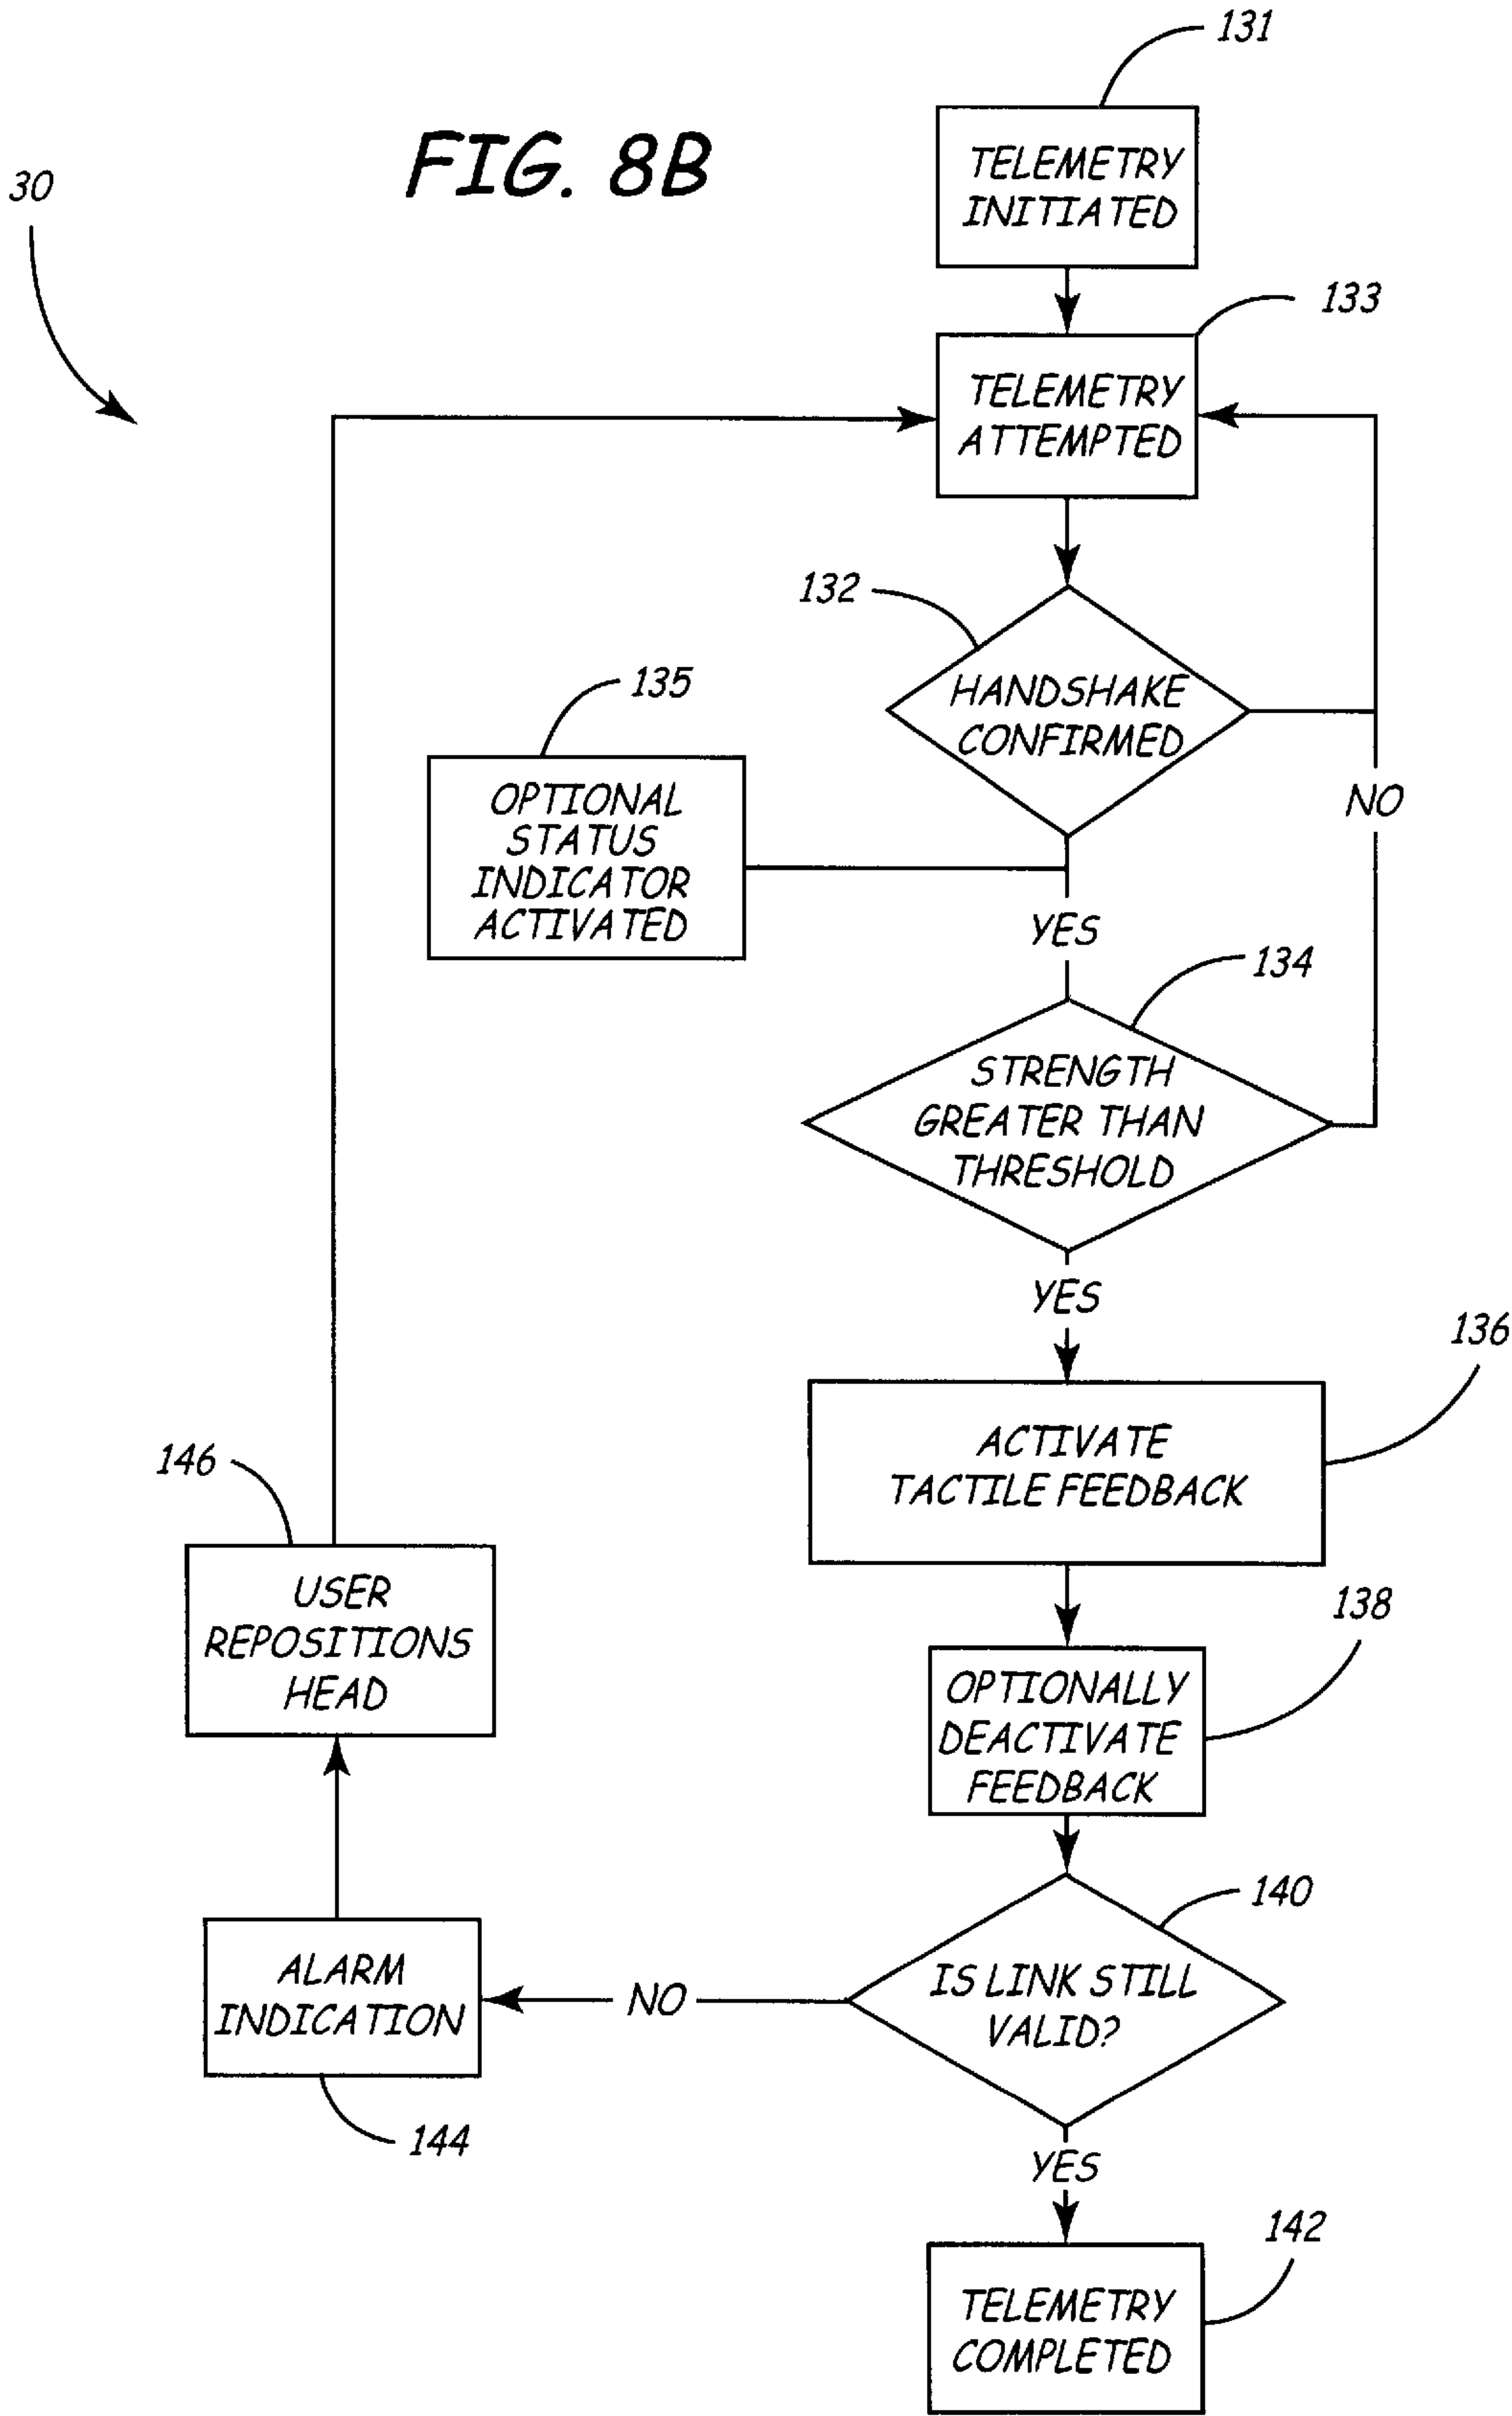 131
FIG. 8B
30
TELEMETRY
INITIATED
133
TELEMETRY
ATTEMPTED
132
HANDSHAKE
CONFIRMED
135
OPTIONAL
STATUS
INDICATOR
ACTIVATED
NO
YES
134
STRENGTH
GREATER THAN
THRESHOLD
YES
136
ACTIVATE
TACTILE FEEDBACK
146
USER
REPOSITIONS
HEAD
138
OPTIONALLY
DEACTIVATE
FEEDBACK
140
IS LINK STILL
VALID?
NO
ALARM
INDICATION
144
YES
142
TELEMETRY
COMPLETED